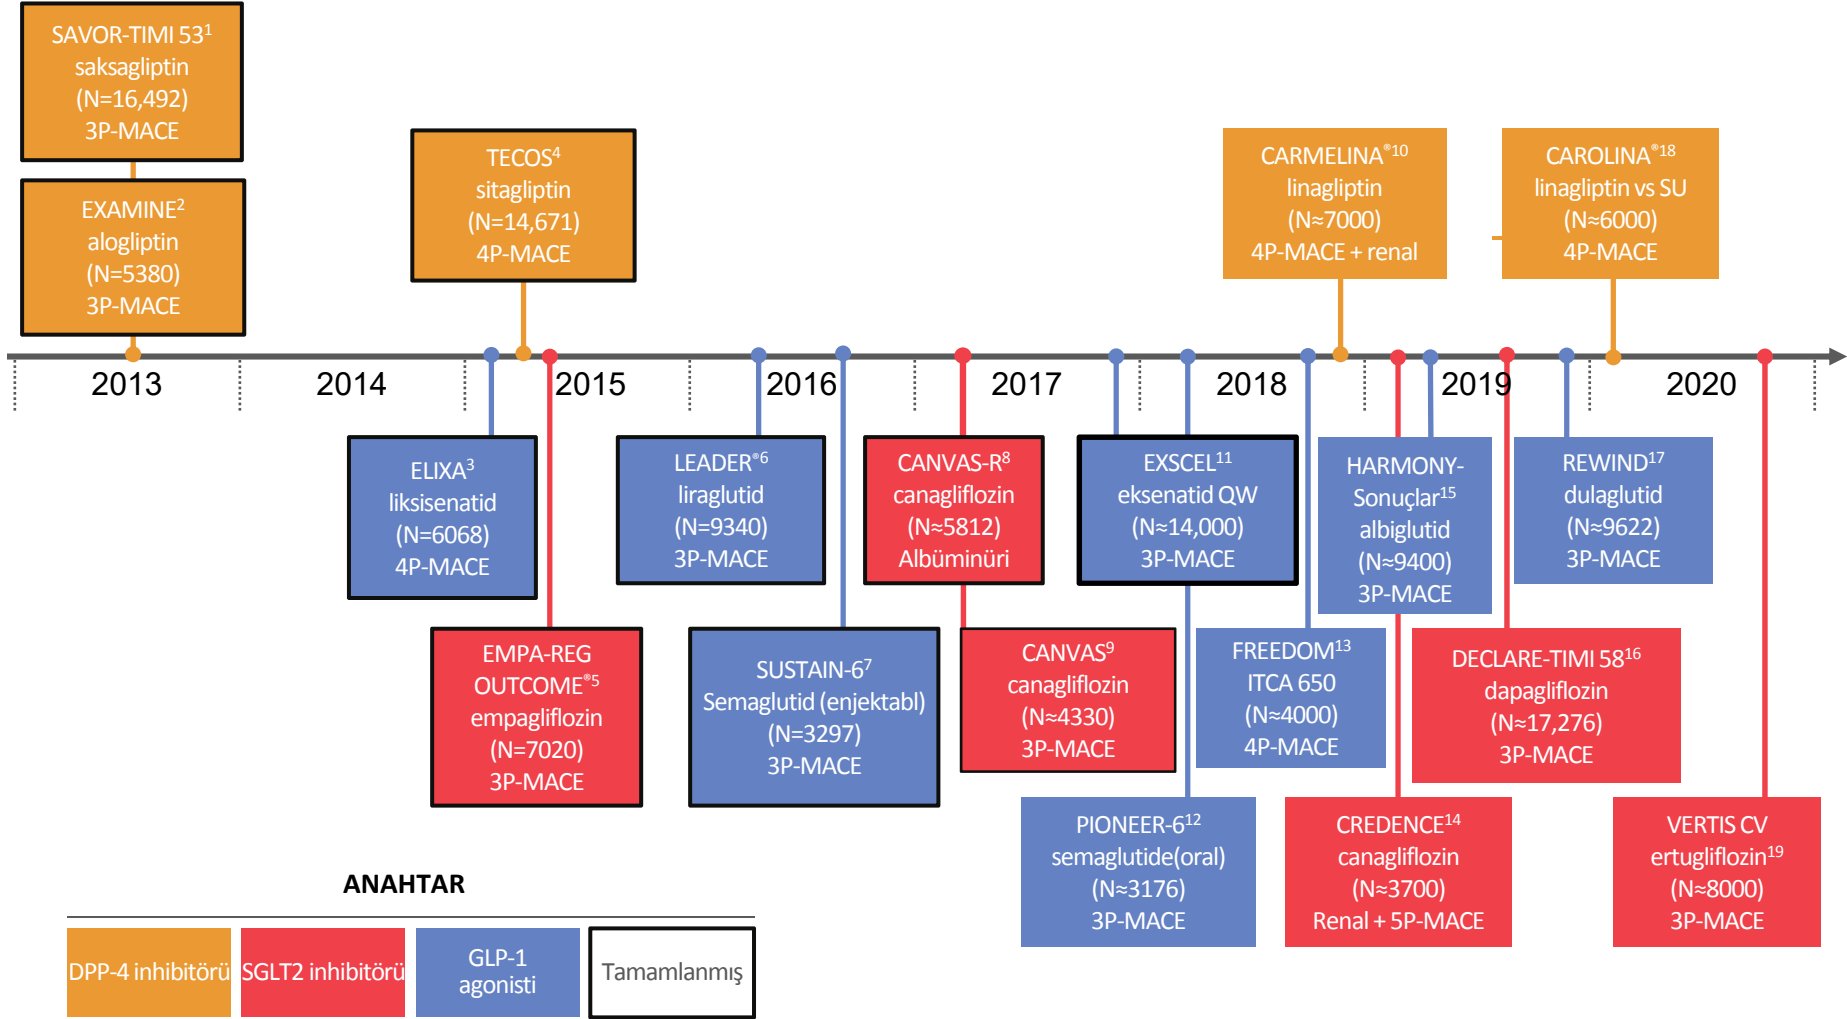 SAVOR-TIMI 53¹
saksagliptin
(N=16,492)
3P-MACE
EXAMINE²
alogliptin
(N=5380)
3P-MACE
TECOS⁴
sitagliptin
(N=14,671)
4P-MACE
CARMELINA®¹⁰
linagliptin
(N≈7000)
4P-MACE + renal
CAROLINA®¹⁸
linagliptin vs SU
(N≈6000)
4P-MACE
2013
2014
2015
2016
2017
2018
2019
2020
ELIXA³
liksisenatid
(N=6068)
4P-MACE
LEADER®⁶
liraglutid
(N=9340)
3P-MACE
CANVAS-R⁸
canagliflozin
(N≈5812)
Albüminüri
EXSCEL¹¹
eksenatid QW
(N≈14,000)
3P-MACE
HARMONY-
Sonuçlar¹⁵
albiglutid
(N≈9400)
3P-MACE
REWIND¹⁷
dulaglutid
(N≈9622)
3P-MACE
EMPA-REG
OUTCOME®⁵
empagliflozin
(N=7020)
3P-MACE
SUSTAIN-6⁷
Semaglutid (enjektabl)
(N=3297)
3P-MACE
CANVAS⁹
canagliflozin
(N≈4330)
3P-MACE
FREEDOM¹³
ITCA 650
(N≈4000)
4P-MACE
DECLARE-TIMI 58¹⁶
dapagliflozin
(N≈17,276)
3P-MACE
PIONEER-6¹²
semaglutide(oral)
(N≈3176)
3P-MACE
CREDENCE¹⁴
canagliflozin
(N≈3700)
Renal + 5P-MACE
VERTIS CV
ertugliflozin¹⁹
(N≈8000)
3P-MACE
ANAHTAR
DPP-4 inhibitörü
SGLT2 inhibitörü
GLP-1
agonisti
Tamamlanmış